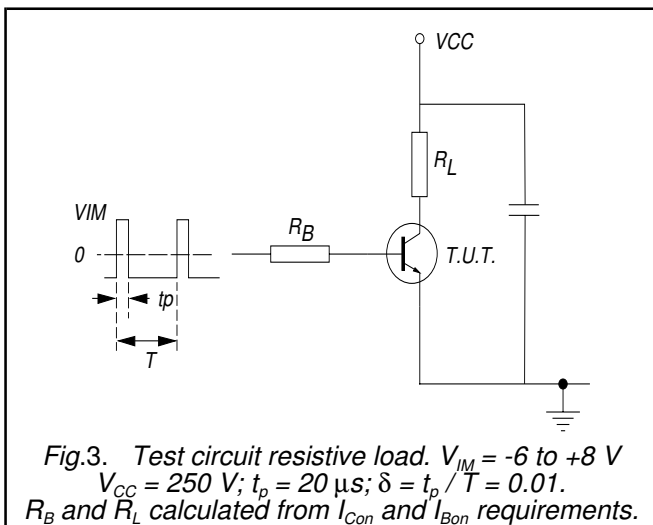 VCC
R_L
VIM
R_B
0
T.U.T.
tp
T
Fig.3. Test circuit resistive load. V_IM = -6 to +8 V
V_CC = 250 V; t_p = 20 μs; δ = t_p / T = 0.01.
R_B and R_L calculated from I_Con and I_Bon requirements.